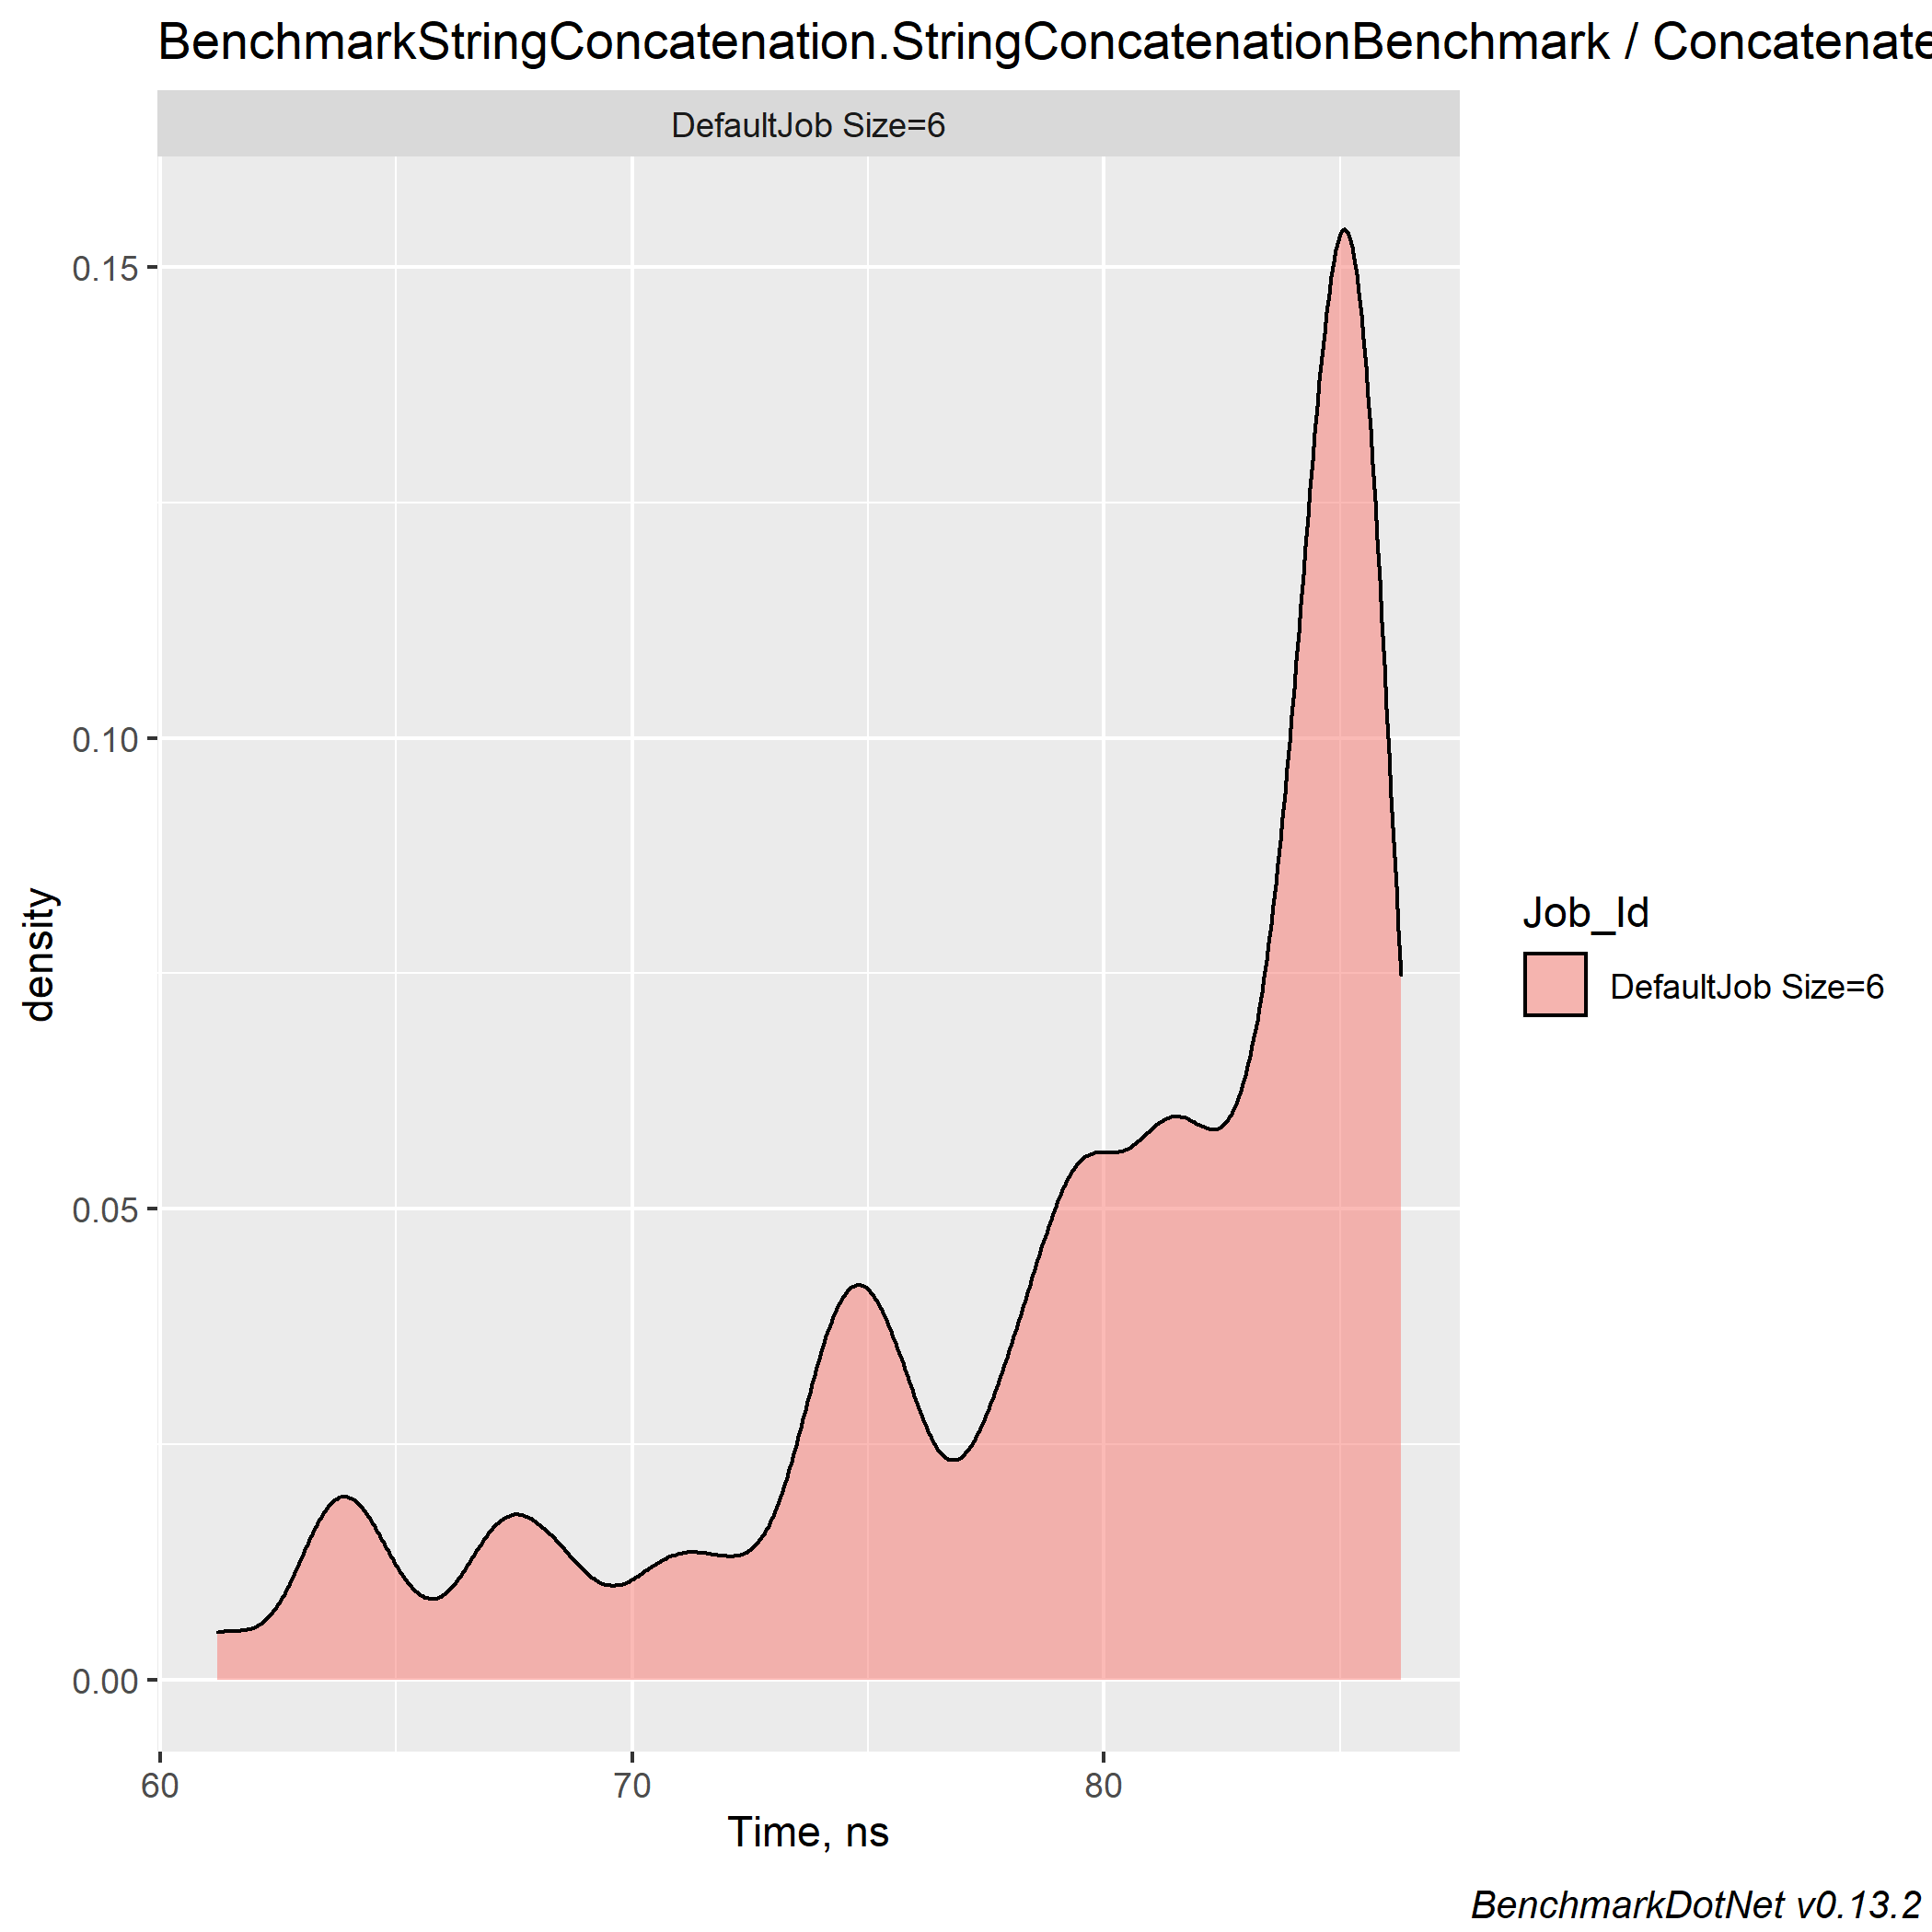 BenchmarkStringConcatenation.StringConcatenationBenchmark / Concatenate
DefaultJob Size=6
0.15
0.10
0.05
0.00
density
60 70 80
Time, ns
Job_Id
DefaultJob Size=6
BenchmarkDotNet v0.13.2